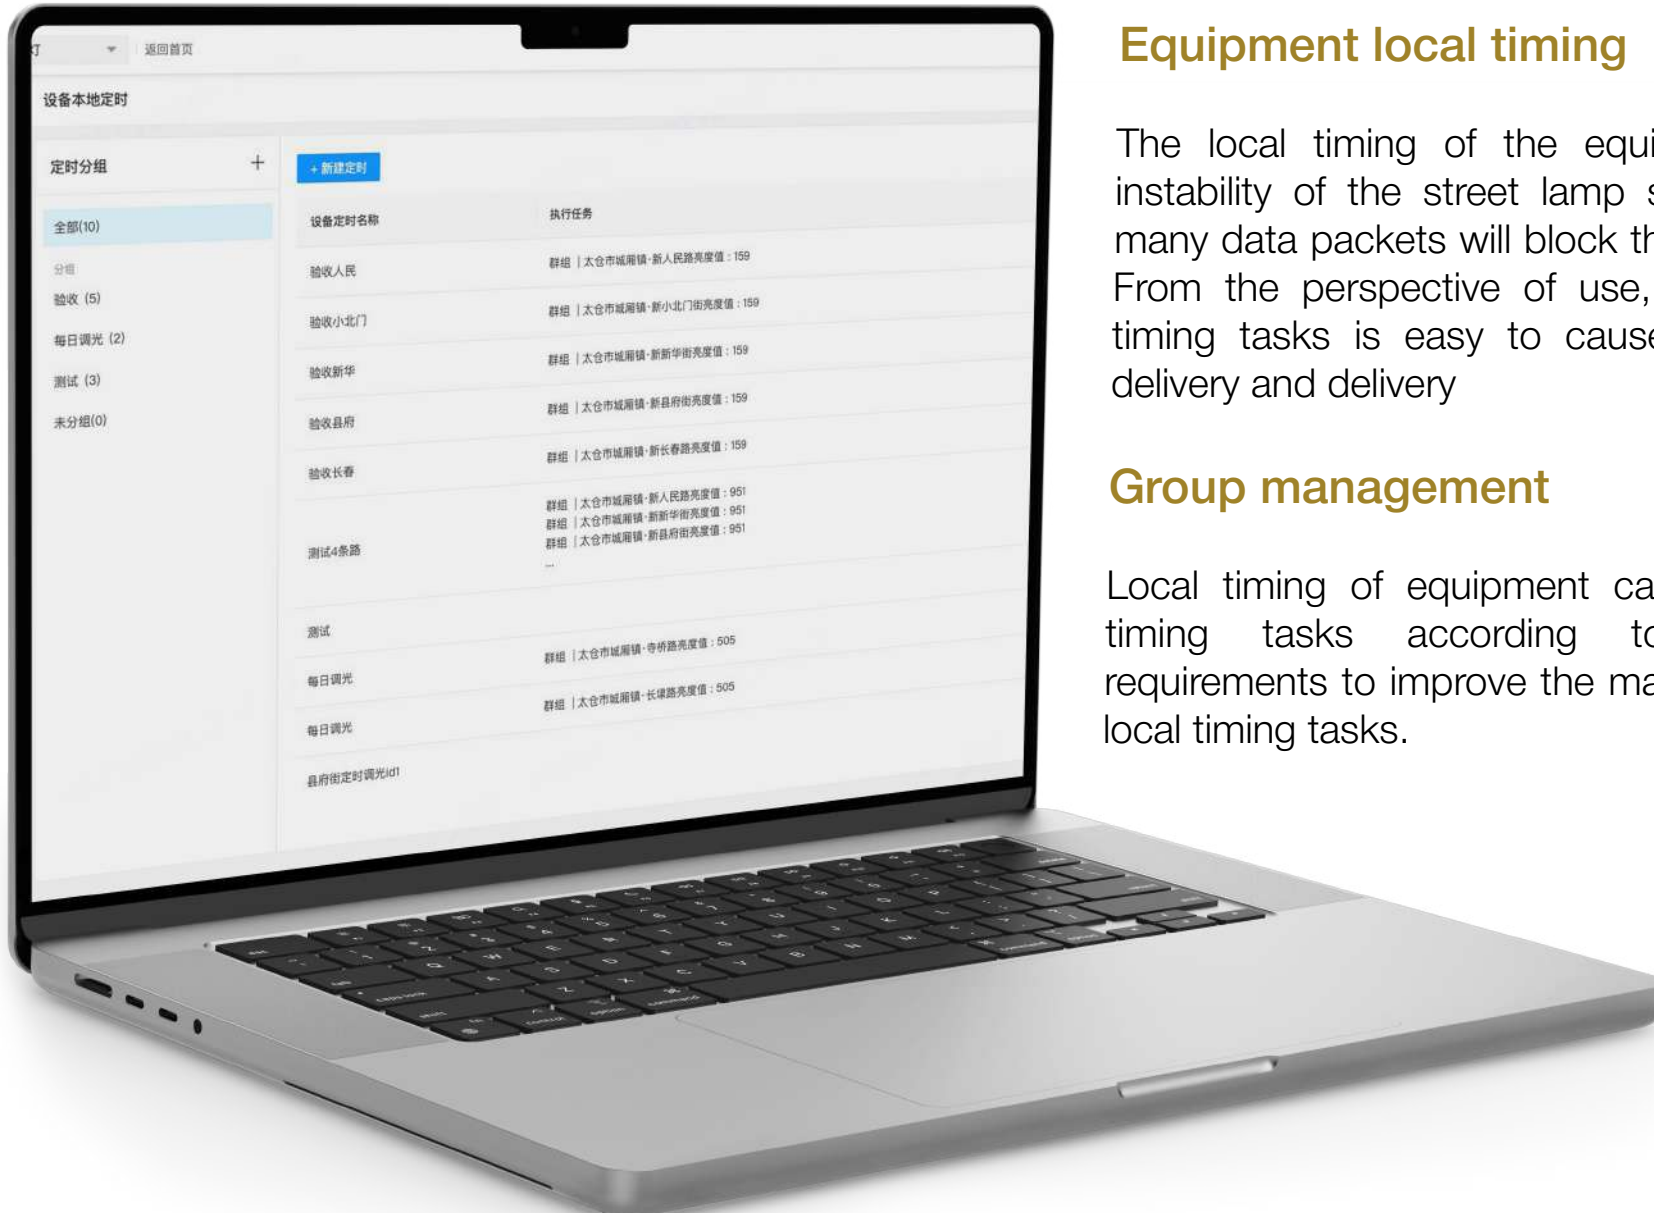 返回首页
设备本地定时
定时分组 +
全部(10)
分组
验收 (5)
每日调光 (2)
测试 (3)
未分组(0)
+ 新建定时
设备定时名称 执行任务
验收人民 群组 | 太仓市城厢镇-新人民路亮度值 : 159
验收小北门 群组 | 太仓市城厢镇-新小北门街亮度值 : 159
验收新华 群组 | 太仓市城厢镇-新新华街亮度值 : 159
验收县府 群组 | 太仓市城厢镇-新县府街亮度值 : 159
验收长春 群组 | 太仓市城厢镇-新长春路亮度值 : 159
测试4条路 群组 | 太仓市城厢镇-新人民路亮度值 : 951
群组 | 太仓市城厢镇-新新华街亮度值 : 951
群组 | 太仓市城厢镇-新县府街亮度值 : 951
...
测试
每日调光 群组 | 太仓市城厢镇-寺桥路亮度值 : 505
每日调光 群组 | 太仓市城厢镇-长埭路亮度值 : 505
县府街定时调光id1
Equipment local timing
The local timing of the equi
instability of the street lamp s
many data packets will block th
From the perspective of use,
timing tasks is easy to cause
delivery and delivery
Group management
Local timing of equipment ca
timing tasks according to
requirements to improve the ma
local timing tasks.